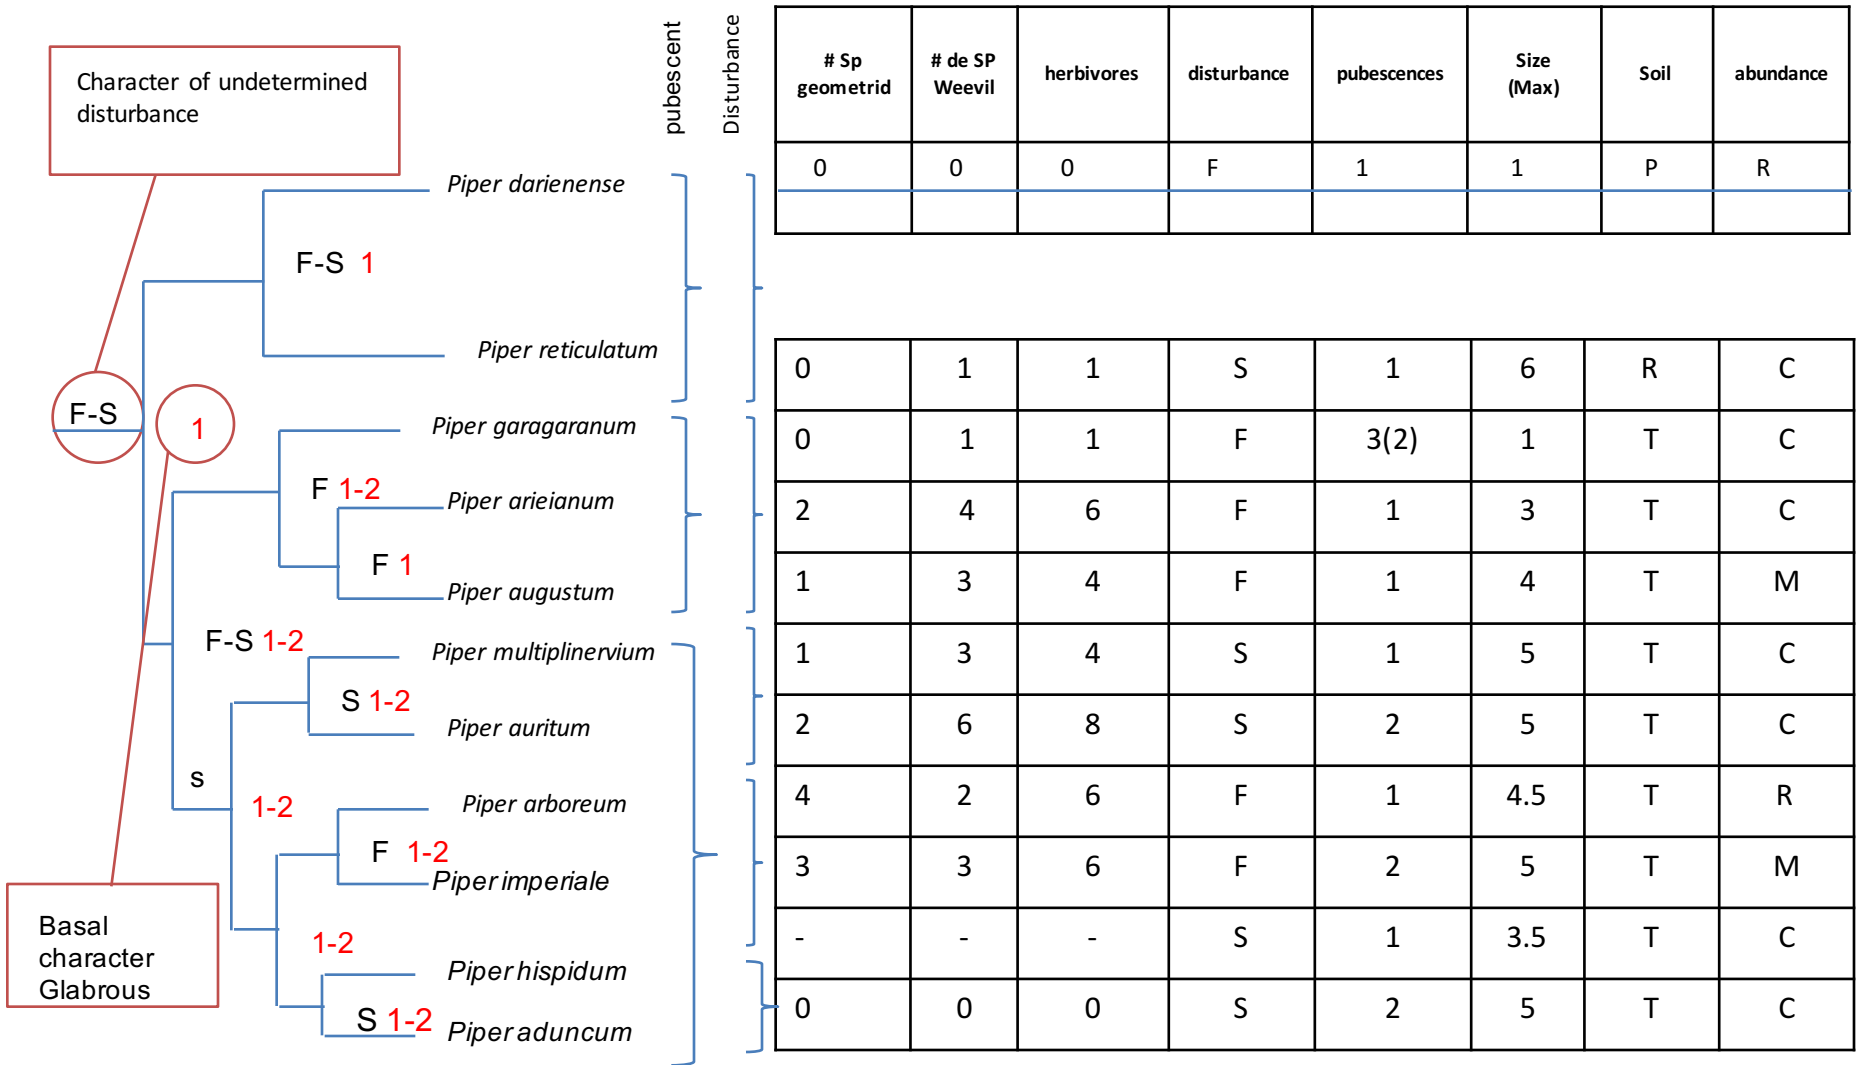 Character of undetermined
disturbance
pubescent
Disturbance
# Sp
geometrid
# de SP
Weevil
herbivores
disturbance
pubescences
Size
(Max)
Soil
abundance
0 0 0 F 1 1 P R
Piper darienense
F-S 1
Piper reticulatum
0 1 1 S 1 6 R C
F-S
1
Piper garagaranum
0 1 1 F 3(2) 1 T C
F 1-2
Piper arieianum
2 4 6 F 1 3 T C
F 1
Piper augustum
1 3 4 F 1 4 T M
F-S 1-2
Piper multiplinervium
1 3 4 S 1 5 T C
S 1-2
Piper auritum
2 6 8 S 2 5 T C
s
1-2
Piper arboreum
4 2 6 F 1 4.5 T R
F 1-2
Piper imperiale
3 3 6 F 2 5 T M
Basal
character
Glabrous
1-2
Piper hispidum
- - - S 1 3.5 T C
S 1-2
Piper aduncum
0 0 0 S 2 5 T C